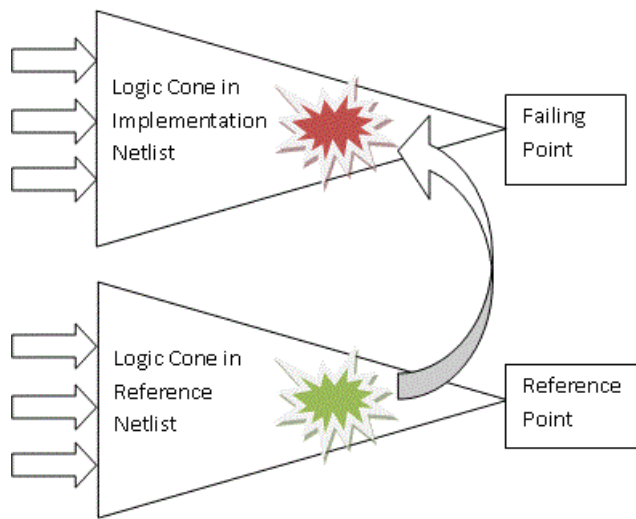 Logic Cone in
Implementation
Netlist
Failing
Point
Logic Cone in
Reference
Netlist
Reference
Point